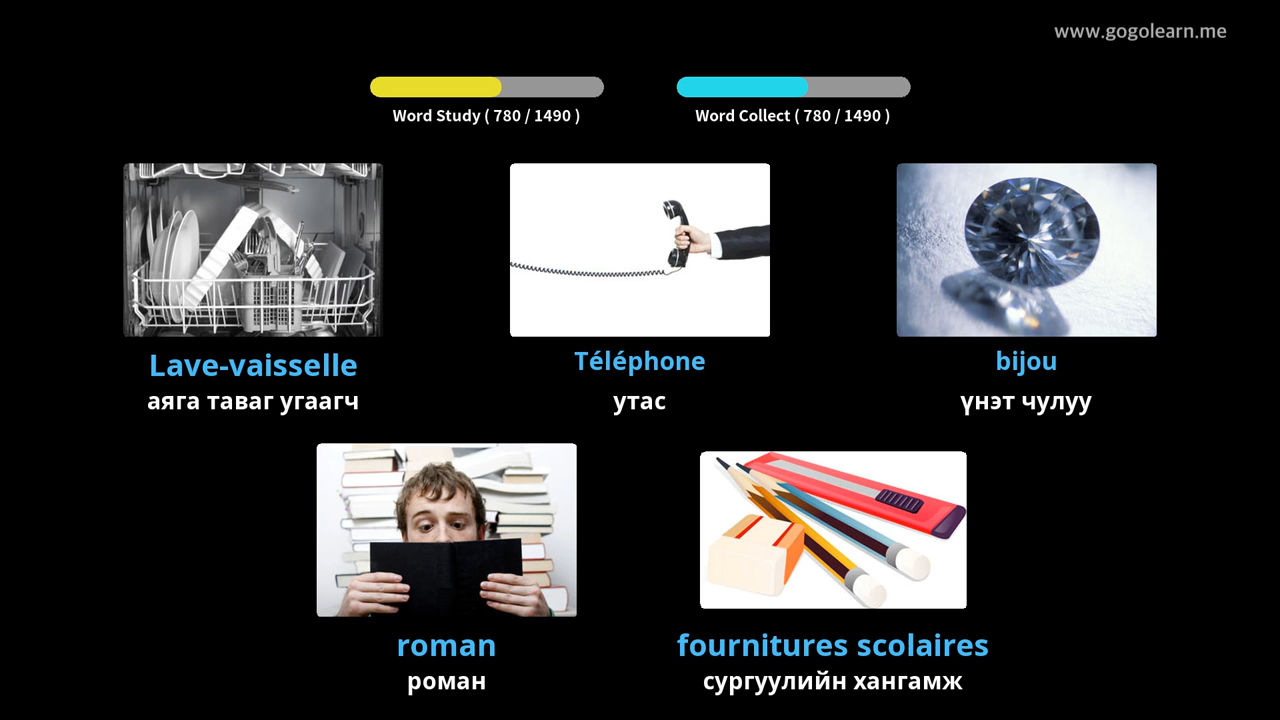 www.gogolearn.me
Word Study ( 780 / 1490 )
Word Collect ( 780 / 1490 )
Lave-vaisselle
аяга таваг угаагч
Téléphone
утас
bijou
үнэт чулуу
roman
роман
fournitures scolaires
сургуулийн хангамж